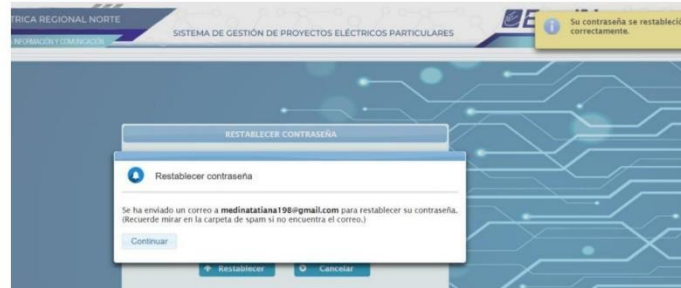 TRICA REGIONAL NORTE
SISTEMA DE GESTIÓN DE PROYECTOS ELÉCTRICOS PARTICULARES
Su contraseña se restableció
correctamente.
RESTABLECER CONTRASEÑA
Restablecer contraseña
Se ha enviado un correo a medinatatiana198@gmail.com para restablecer su contraseña.
(Recuerde mirar en la carpeta de spam si no encuentra el correo.)
Continuar
Restablecer
Cancelar